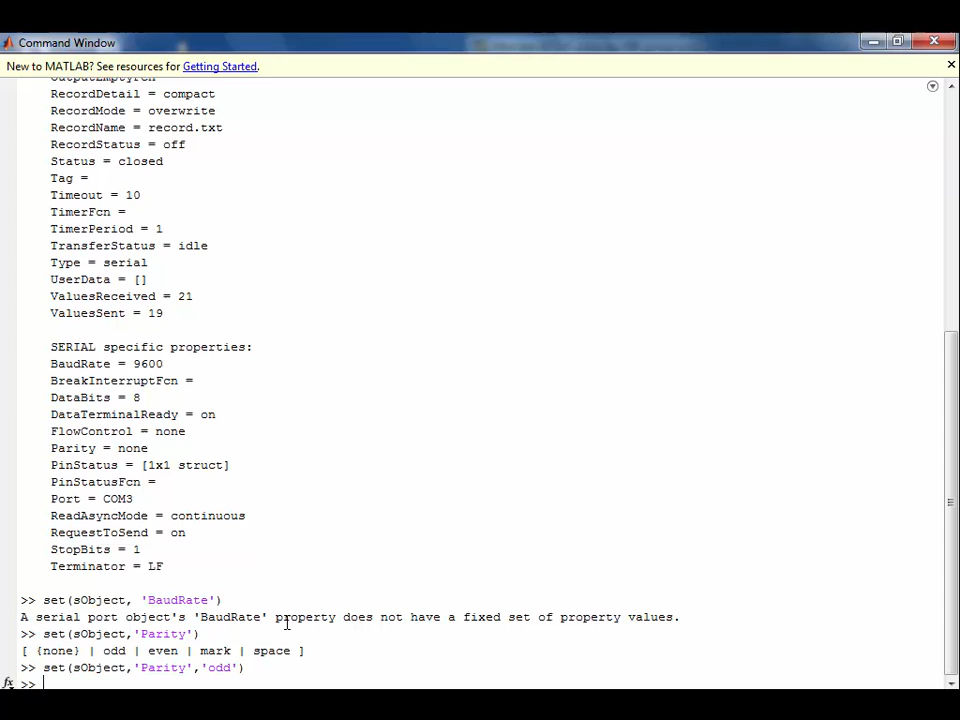 Command Window
New to MATLAB? See resources for Getting Started.
OutputEmptyFcn
RecordDetail = compact
RecordMode = overwrite
RecordName = record.txt
RecordStatus = off
Status = closed
Tag =
Timeout = 10
TimerFcn =
TimerPeriod = 1
TransferStatus = idle
Type = serial
UserData = []
ValuesReceived = 21
ValuesSent = 19
SERIAL specific properties:
BaudRate = 9600
BreakInterruptFcn =
DataBits = 8
DataTerminalReady = on
FlowControl = none
Parity = none
PinStatus = [1x1 struct]
PinStatusFcn =
Port = COM3
ReadAsyncMode = continuous
RequestToSend = on
StopBits = 1
Terminator = LF
>> set(sObject, 'BaudRate')
A serial port object's 'BaudRate' property does not have a fixed set of property values.
>> set(sObject,'Parity')
[ {none} | odd | even | mark | space ]
>> set(sObject,'Parity','odd')
fx >>